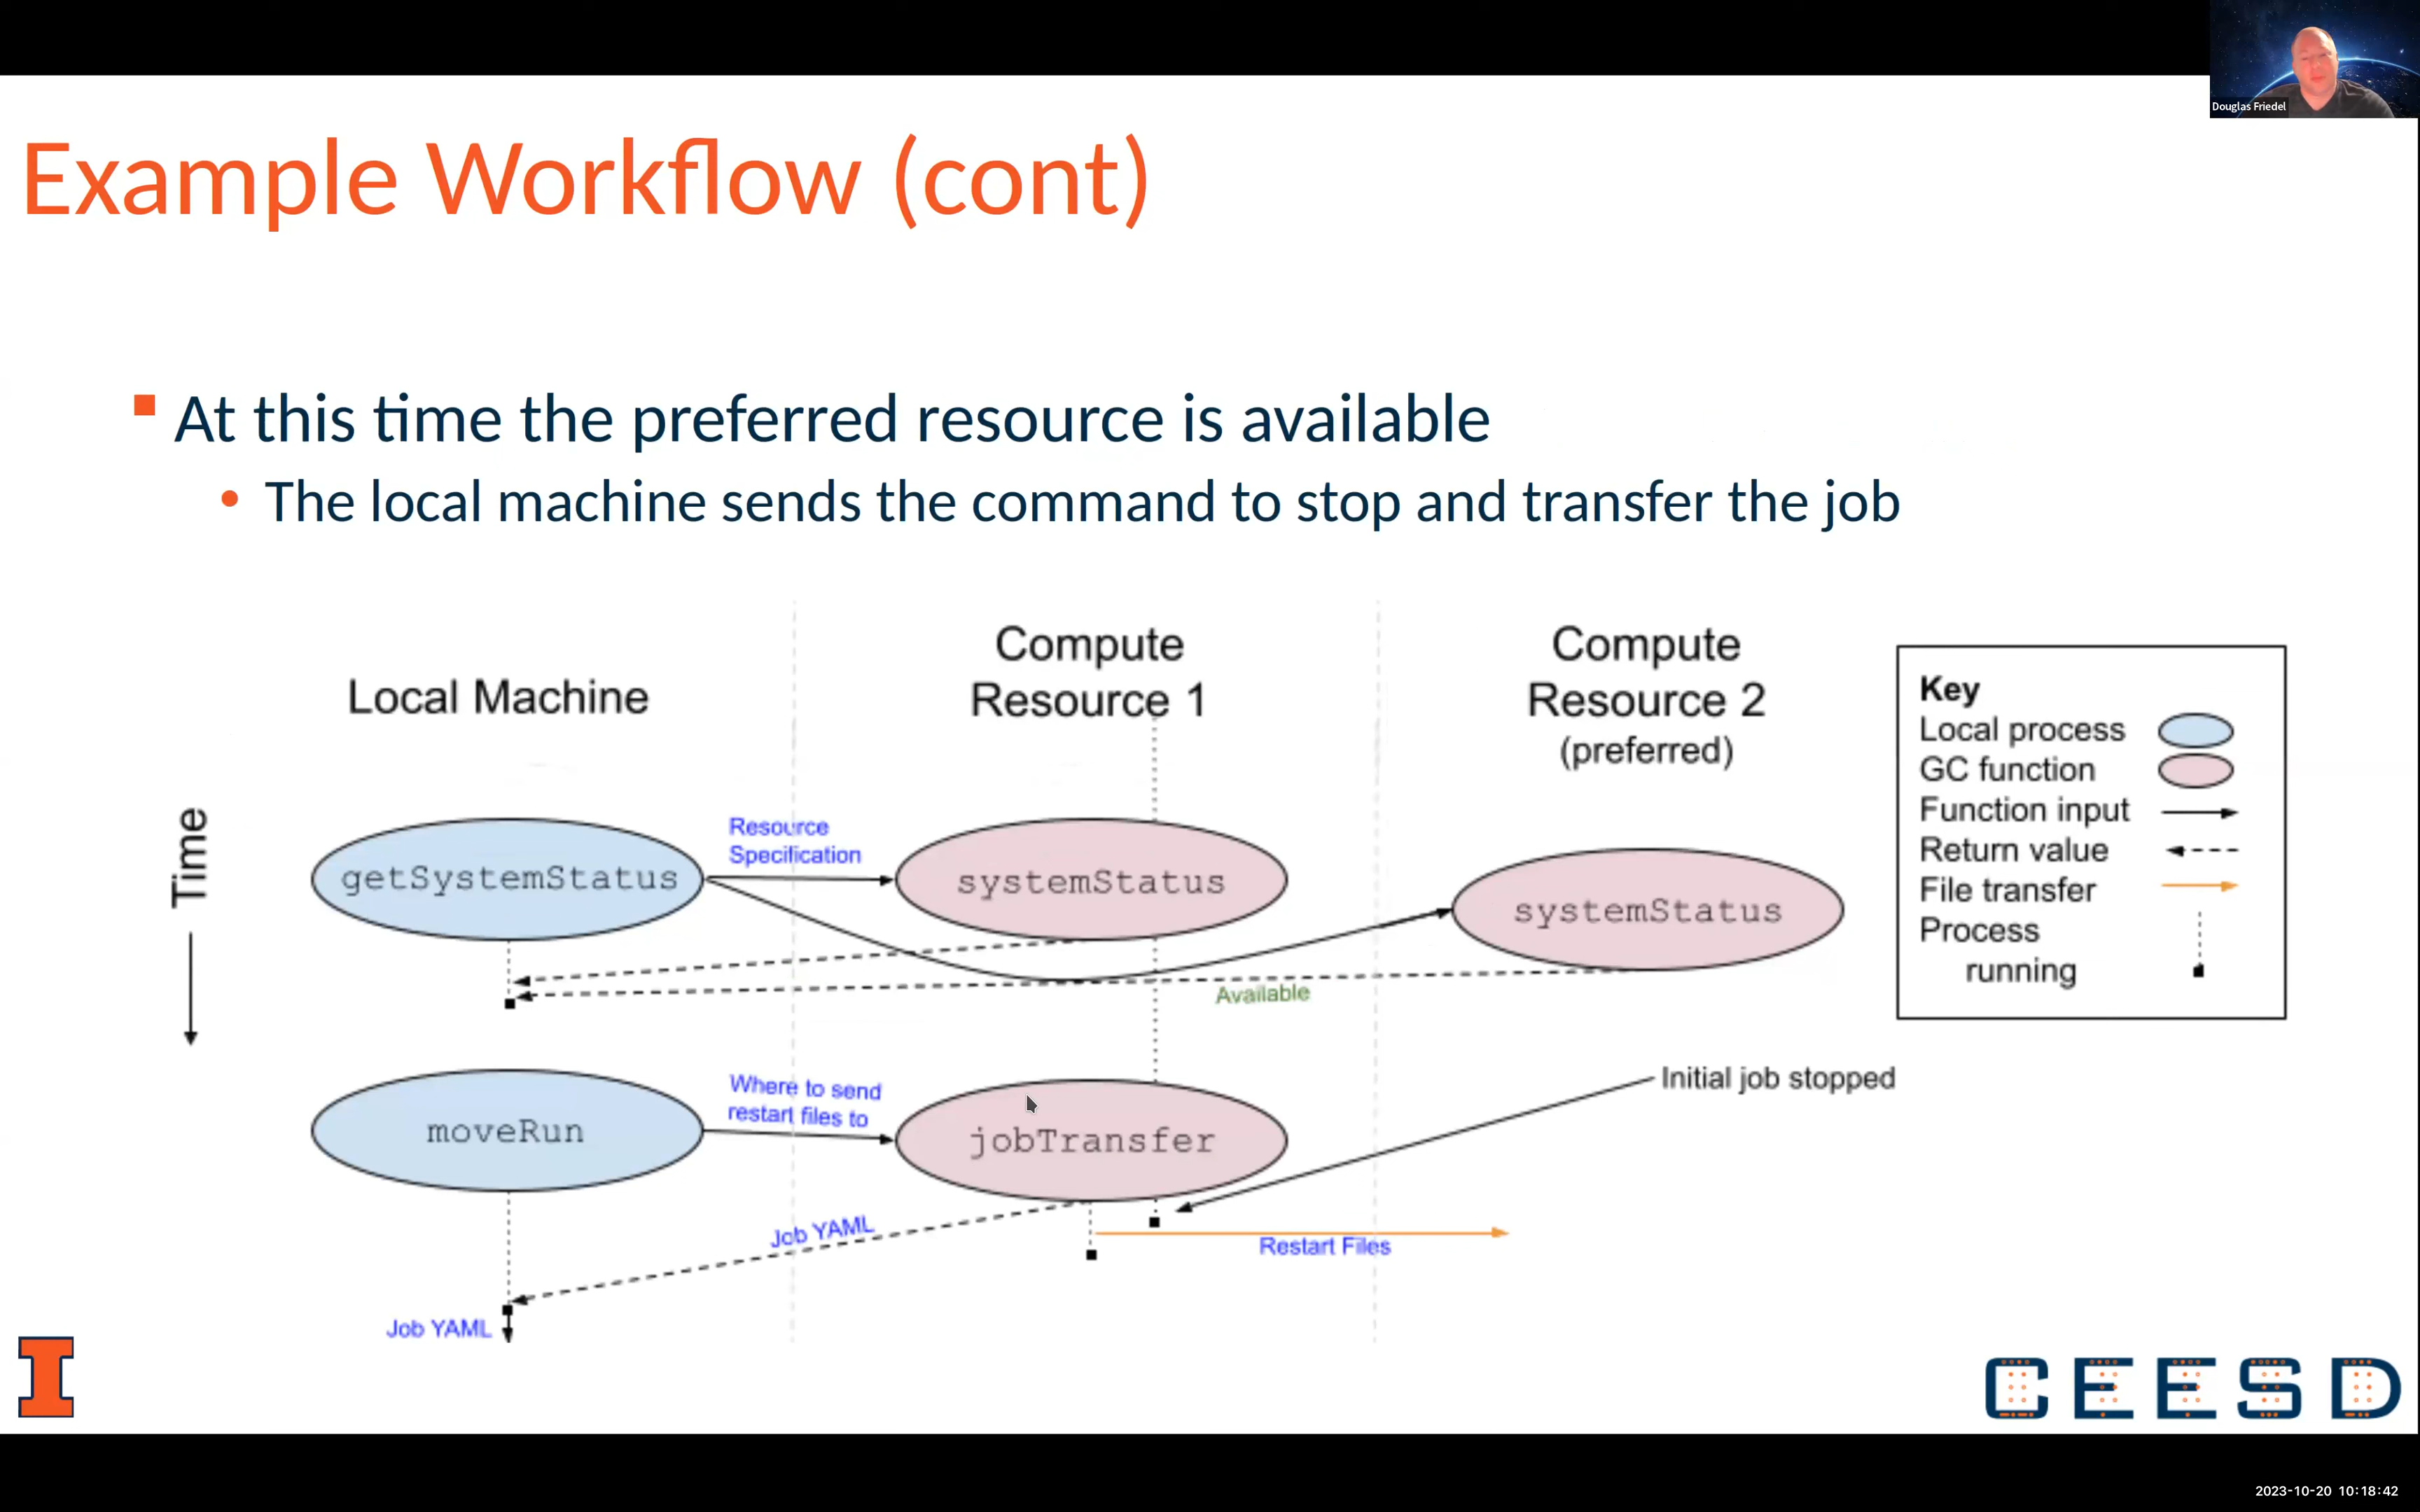 Douglas Friedel
Example Workflow (cont)
At this time the preferred resource is available
The local machine sends the command to stop and transfer the job
Local Machine
Compute
Resource 1
Compute
Resource 2
(preferred)
Key
Local process
GC function
Function input
Return value
File transfer
Process
running
Time
getSystemStatus
Resource
Specification
systemStatus
systemStatus
Available
moveRun
Where to send
restart files to
jobTransfer
Initial job stopped
Job YAML
Restart Files
Job YAML
I
CEESD
2023-10-20 10:18:42